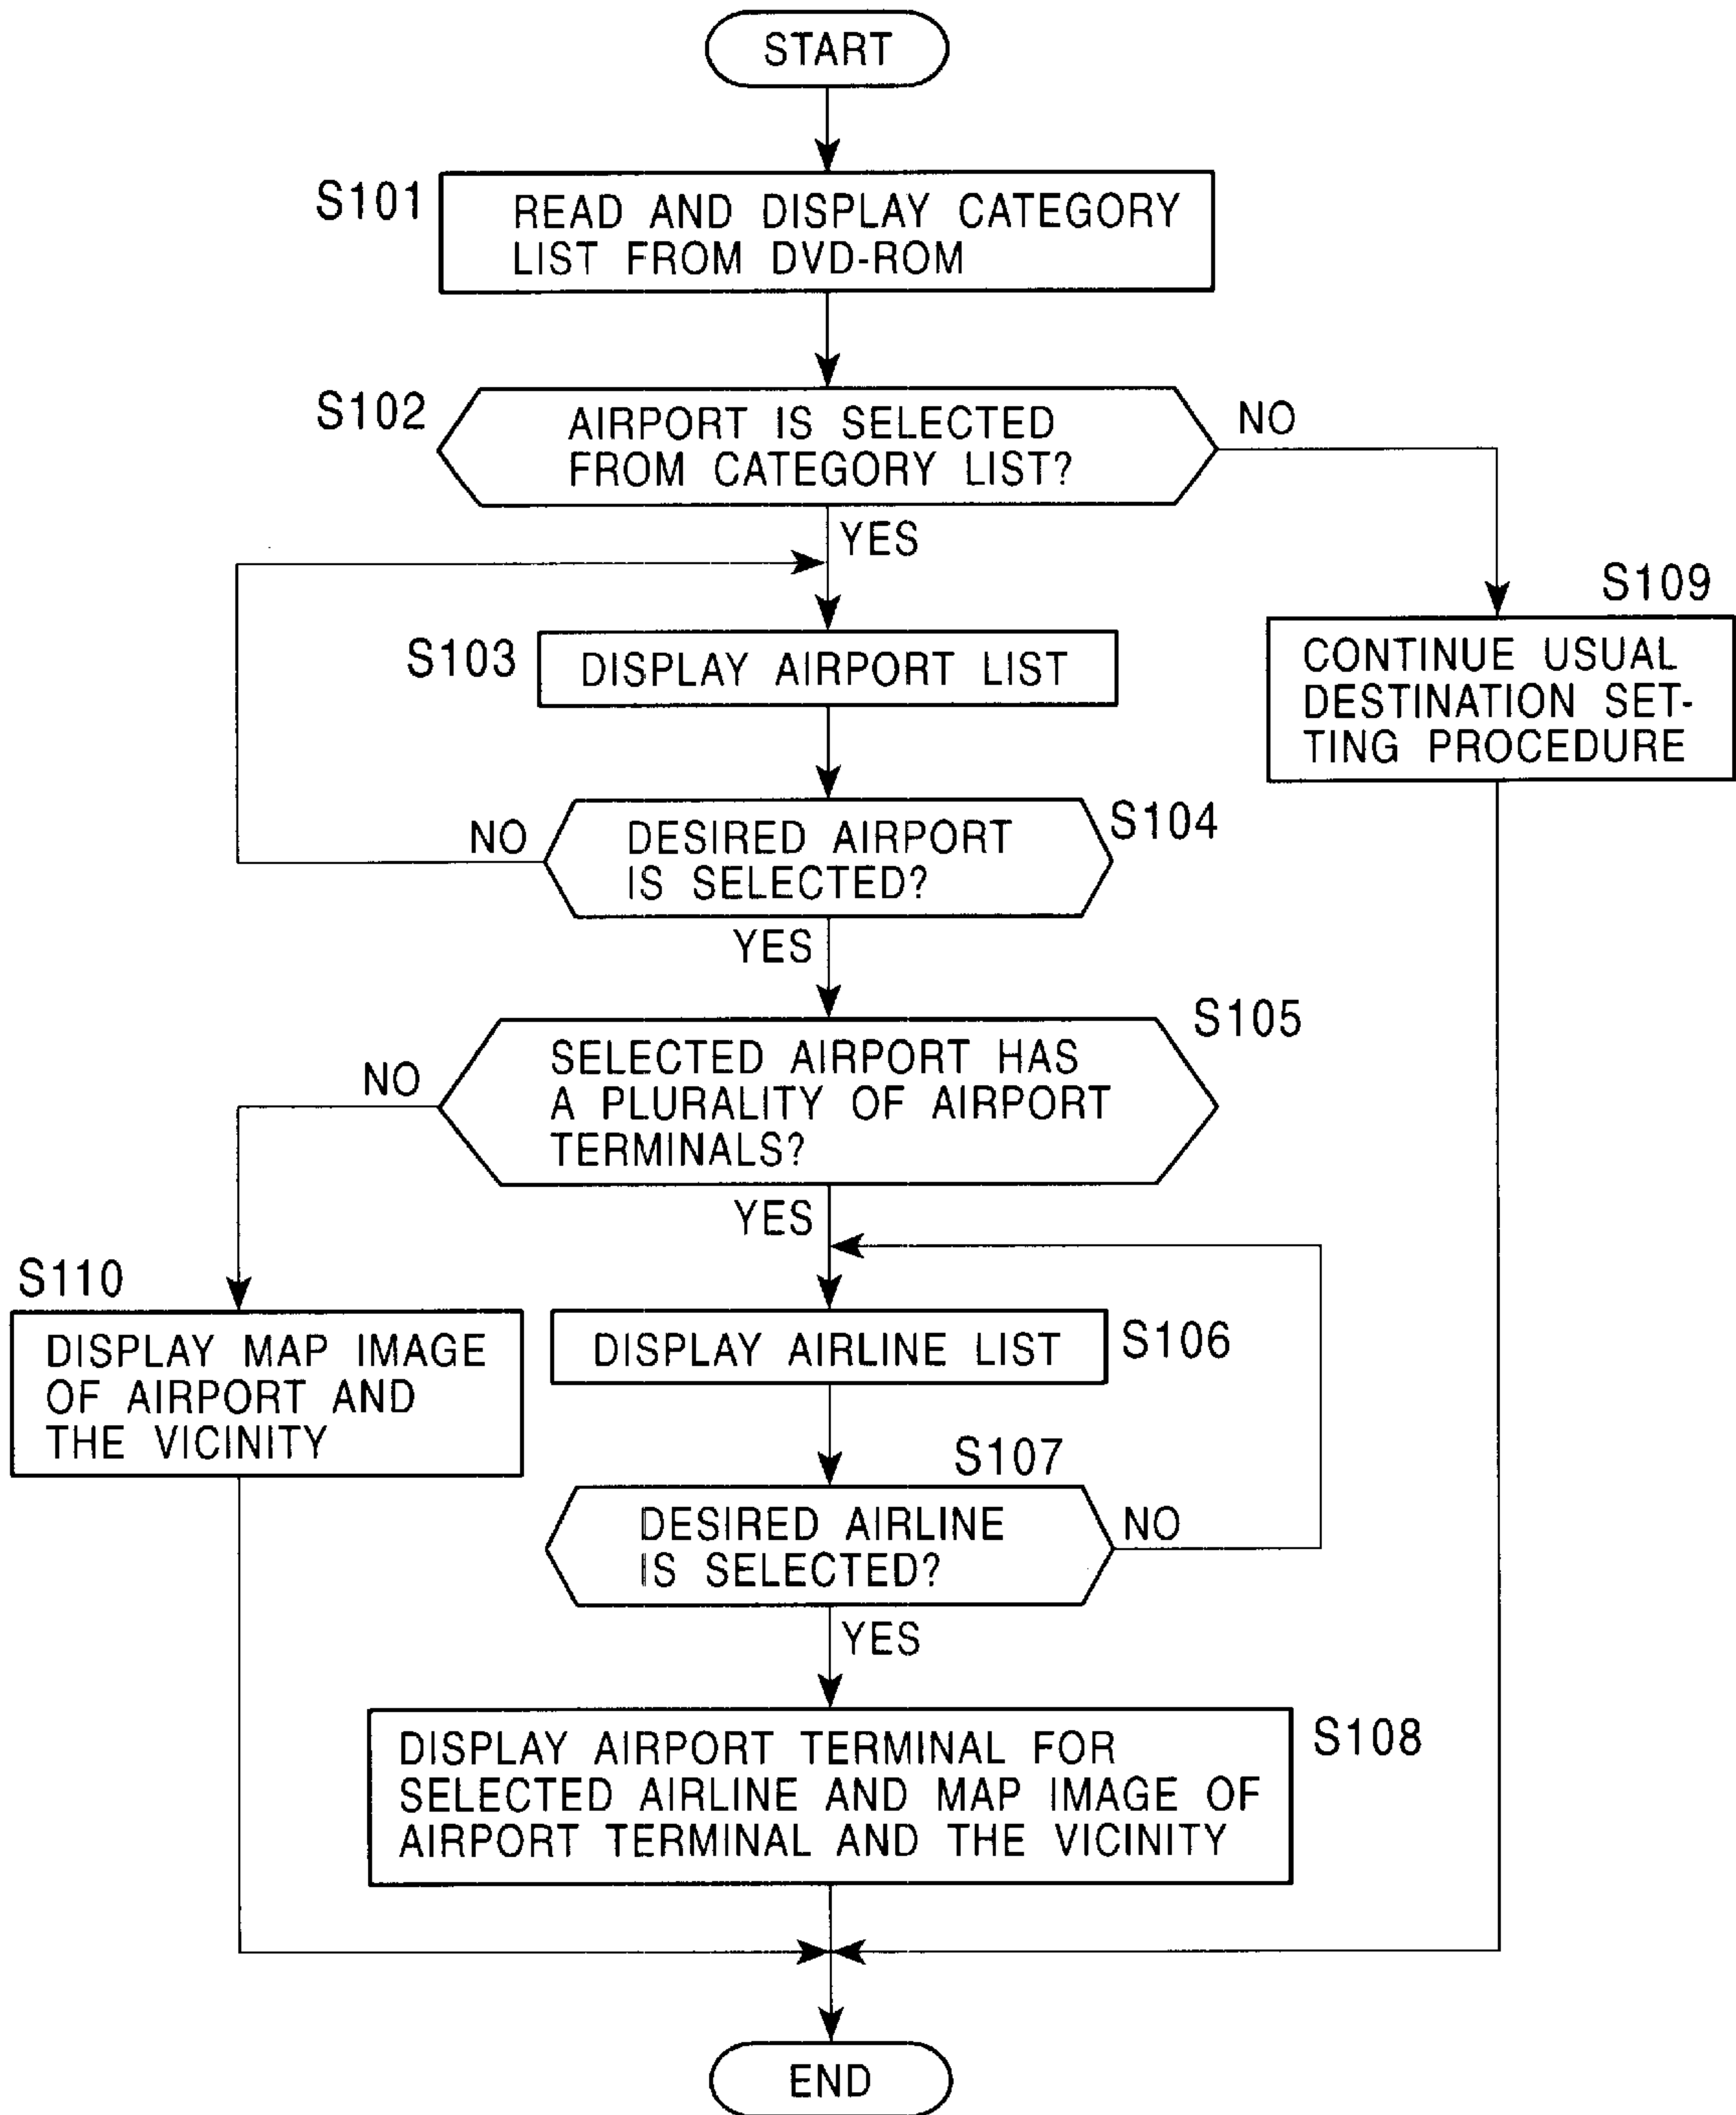 START
S101
READ AND DISPLAY CATEGORY
LIST FROM DVD-ROM
S102
AIRPORT IS SELECTED
FROM CATEGORY LIST?
NO
YES
S109
CONTINUE USUAL
DESTINATION SET-
TING PROCEDURE
S103
DISPLAY AIRPORT LIST
S104
DESIRED AIRPORT
IS SELECTED?
NO
YES
S105
SELECTED AIRPORT HAS
A PLURALITY OF AIRPORT
TERMINALS?
NO
YES
S110
DISPLAY MAP IMAGE
OF AIRPORT AND
THE VICINITY
DISPLAY AIRLINE LIST
S106
S107
DESIRED AIRLINE
IS SELECTED?
NO
YES
DISPLAY AIRPORT TERMINAL FOR
SELECTED AIRLINE AND MAP IMAGE OF
AIRPORT TERMINAL AND THE VICINITY
S108
END